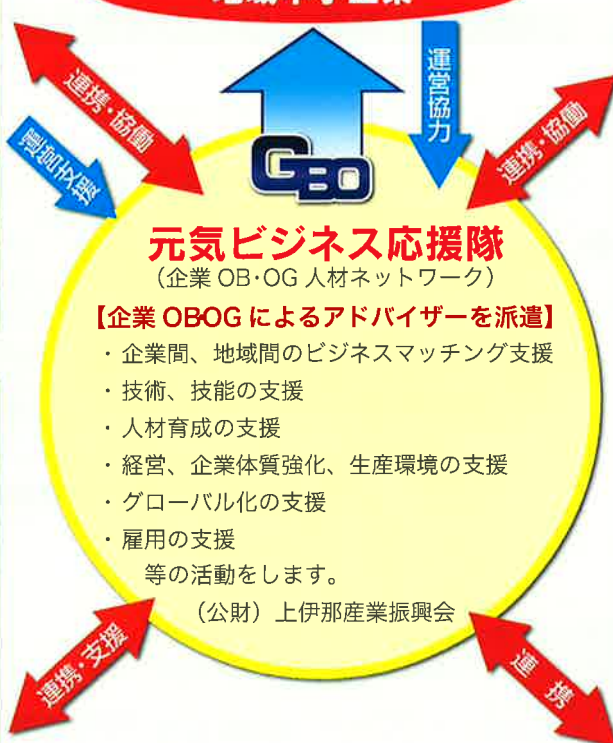 運営協力
連携・協働
連携・協働
運営支援
GBO
元気ビジネス応援隊
（企業OB・OG人材ネットワーク）
【企業OB・OGによるアドバイザーを派遣】
・企業間、地域間のビジネスマッチング支援
・技術、技能の支援
・人材育成の支援
・経営、企業体質強化、生産環境の支援
・グローバル化の支援
・雇用の支援
等の活動をします。
（公財）上伊那産業振興会
連携・支援
連携